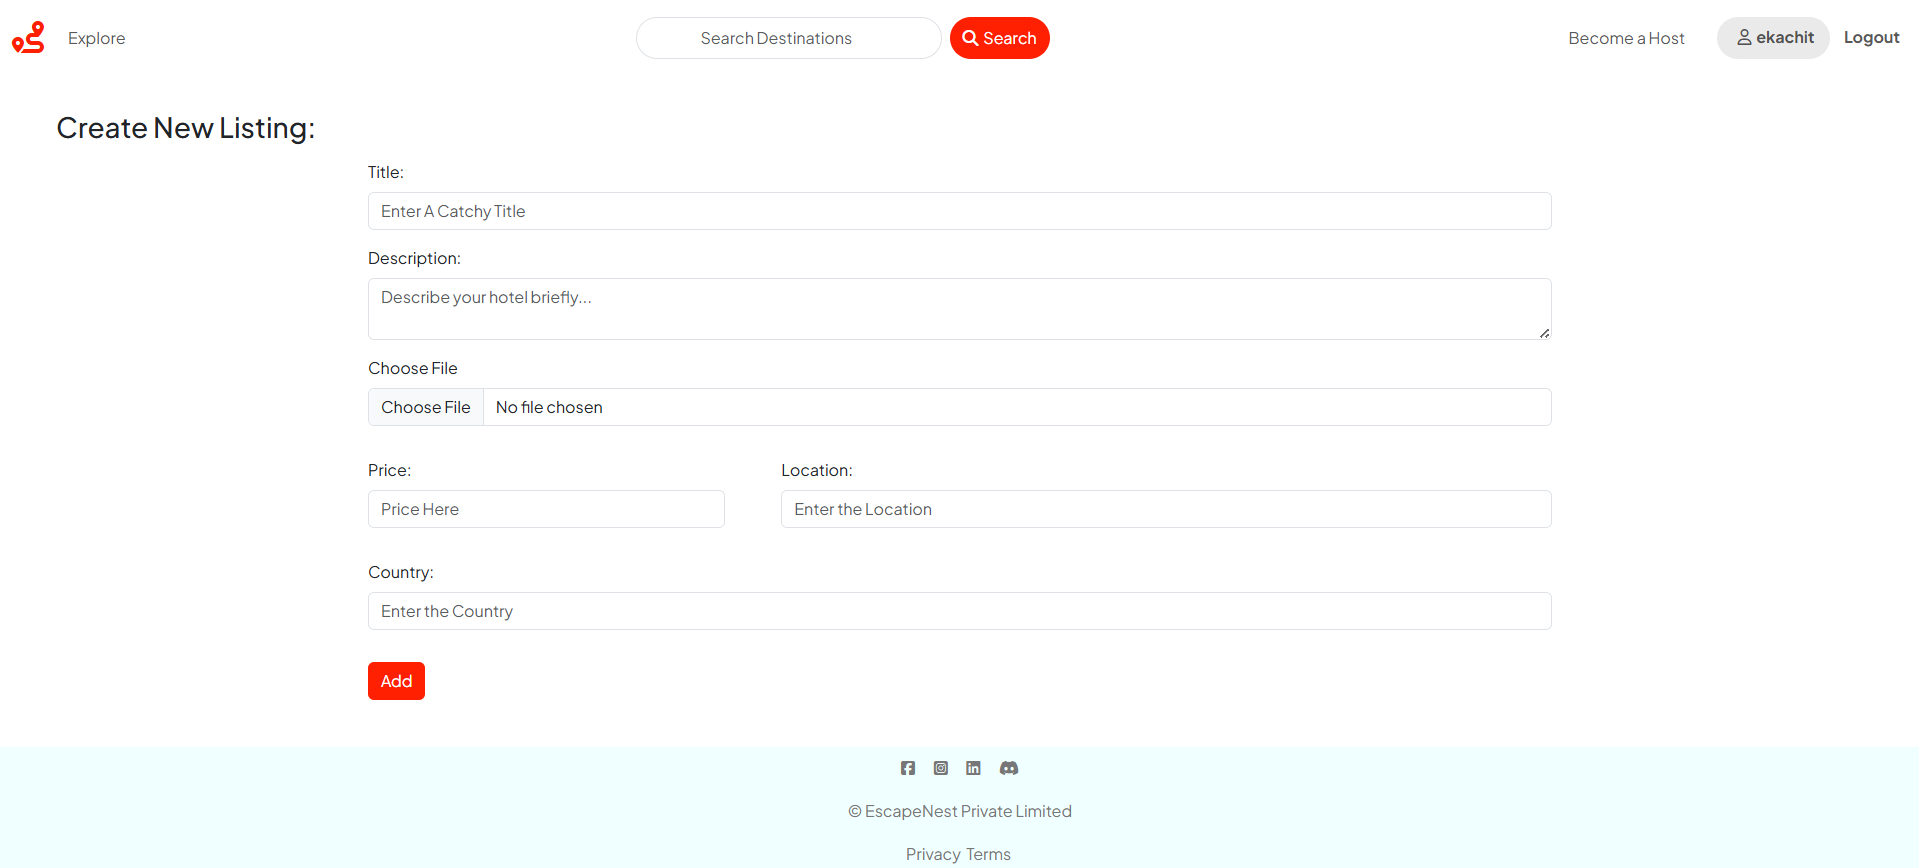 Explore
Search Destinations
Search
Become a Host
ekachit
Logout
Create New Listing:
Title:
Enter A Catchy Title
Description:
Describe your hotel briefly...
Choose File
Choose File No file chosen
Price:
Location:
Price Here
Enter the Location
Country:
Enter the Country
Add
© EscapeNest Private Limited
Privacy Terms